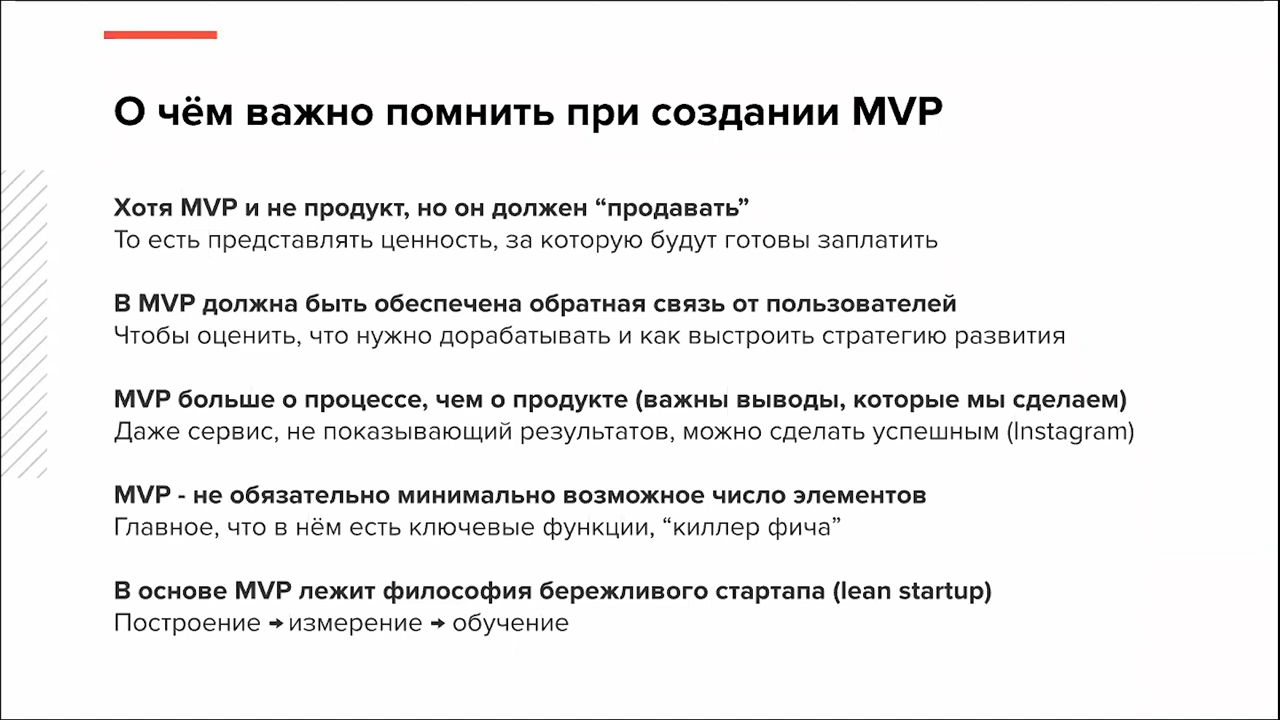 О чём важно помнить при создании MVP
Хотя MVP и не продукт, но он должен “продавать”
То есть представлять ценность, за которую будут готовы заплатить
В MVP должна быть обеспечена обратная связь от пользователей
Чтобы оценить, что нужно дорабатывать и как выстроить стратегию развития
MVP больше о процессе, чем о продукте (важны выводы, которые мы сделаем)
Даже сервис, не показывающий результатов, можно сделать успешным (Instagram)
MVP - не обязательно минимально возможное число элементов
Главное, что в нём есть ключевые функции, “киллер фича”
В основе MVP лежит философия бережливого стартапа (lean startup)
Построение → измерение → обучение